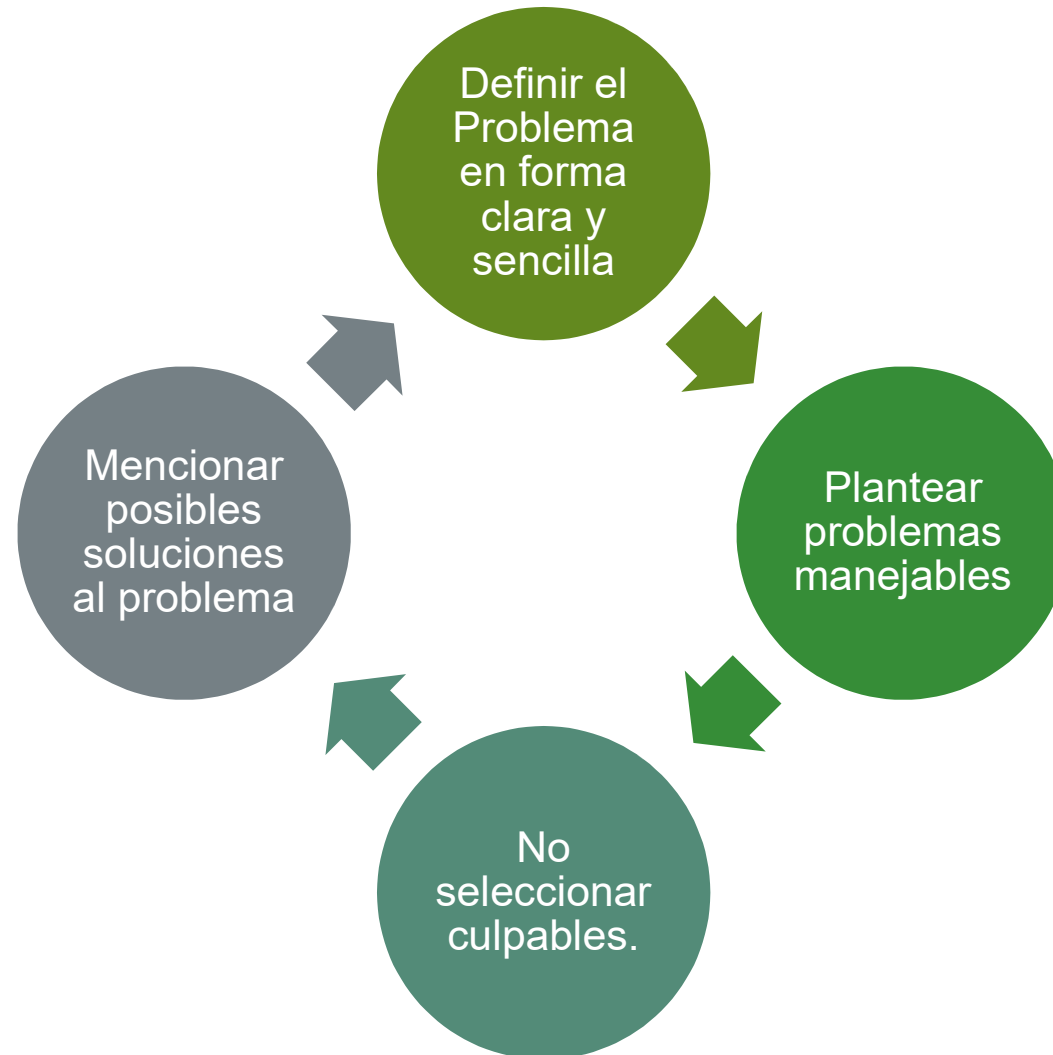 Definir el
Problema
en forma
clara y
sencilla
Plantear
problemas
manejables
No
seleccionar
culpables.
Mencionar
posibles
soluciones
al problema